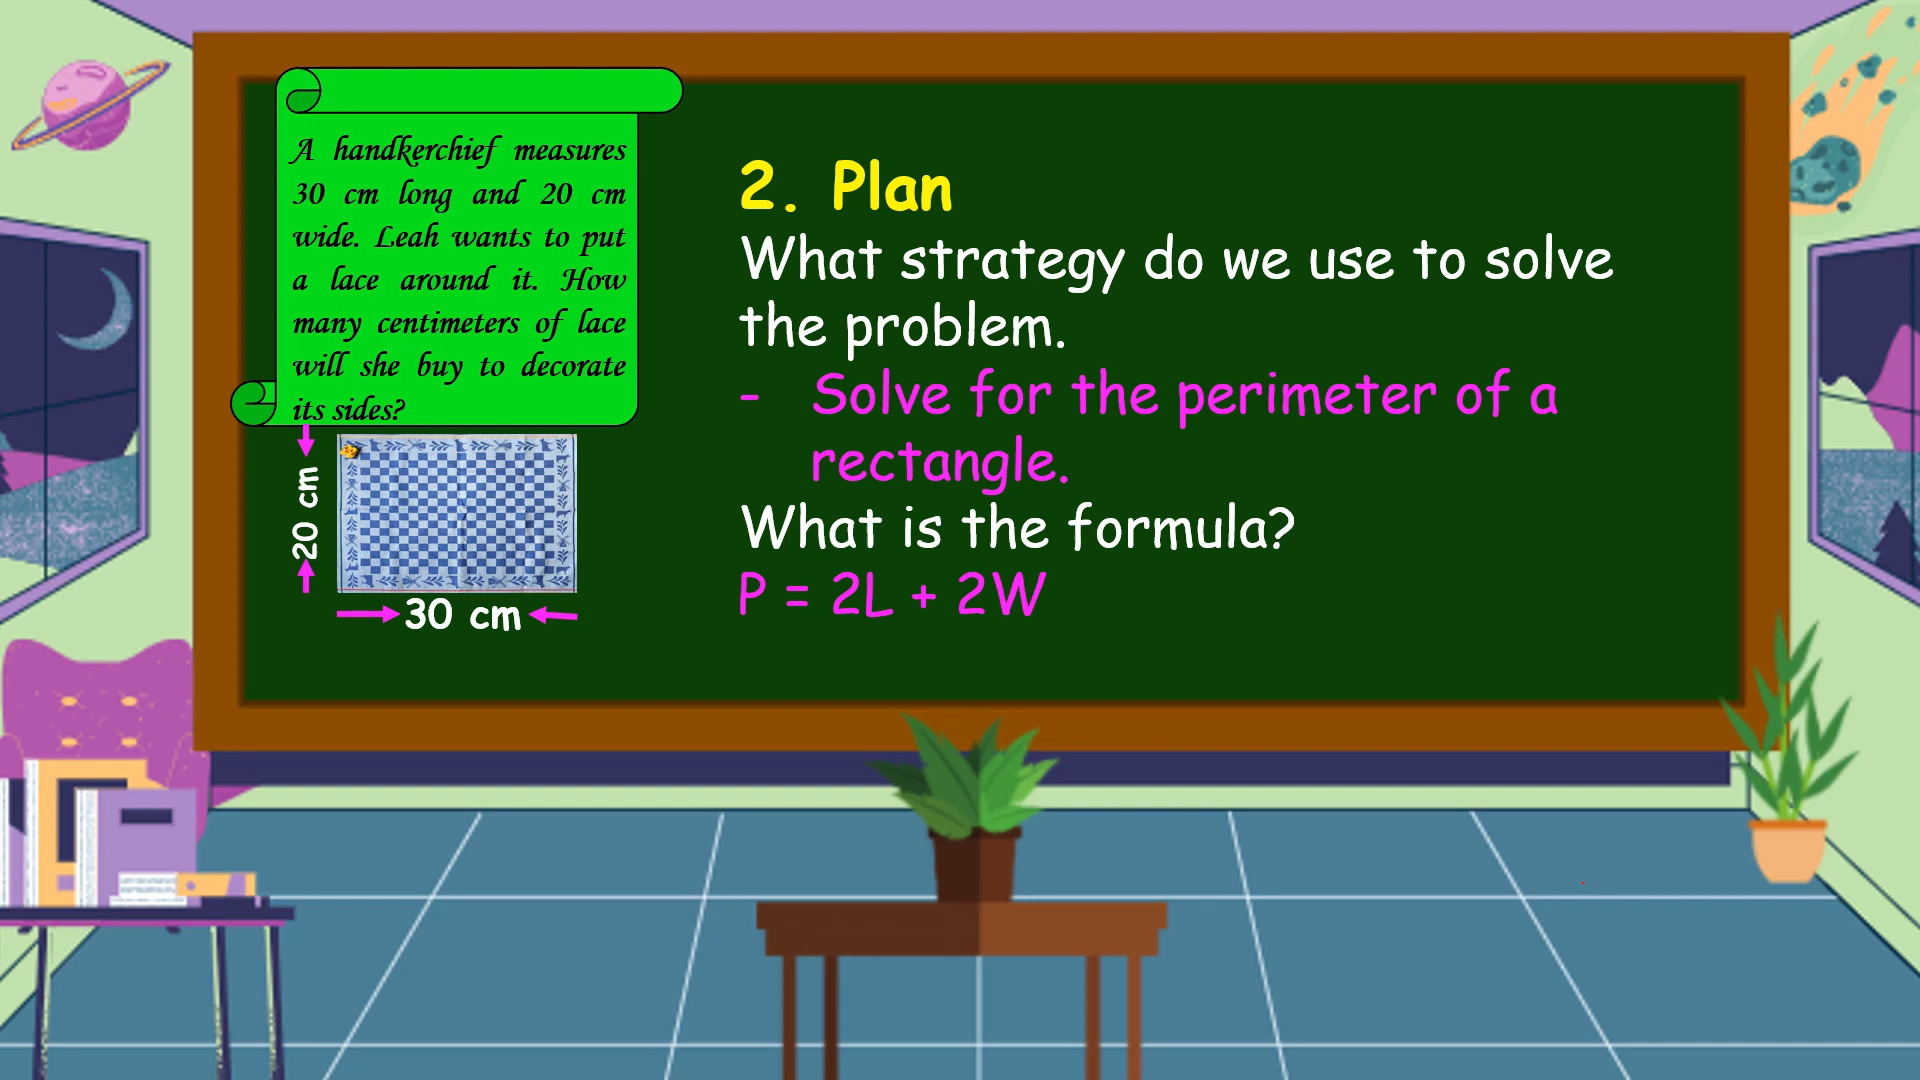 A handkerchief measures
30 cm long and 20 cm
wide. Leah wants to put
a lace around it. How
many centimeters of lace
will she buy to decorate
its sides?
20 cm
30 cm
2. Plan
What strategy do we use to solve
the problem.
- Solve for the perimeter of a
rectangle.
What is the formula?
P = 2L + 2W